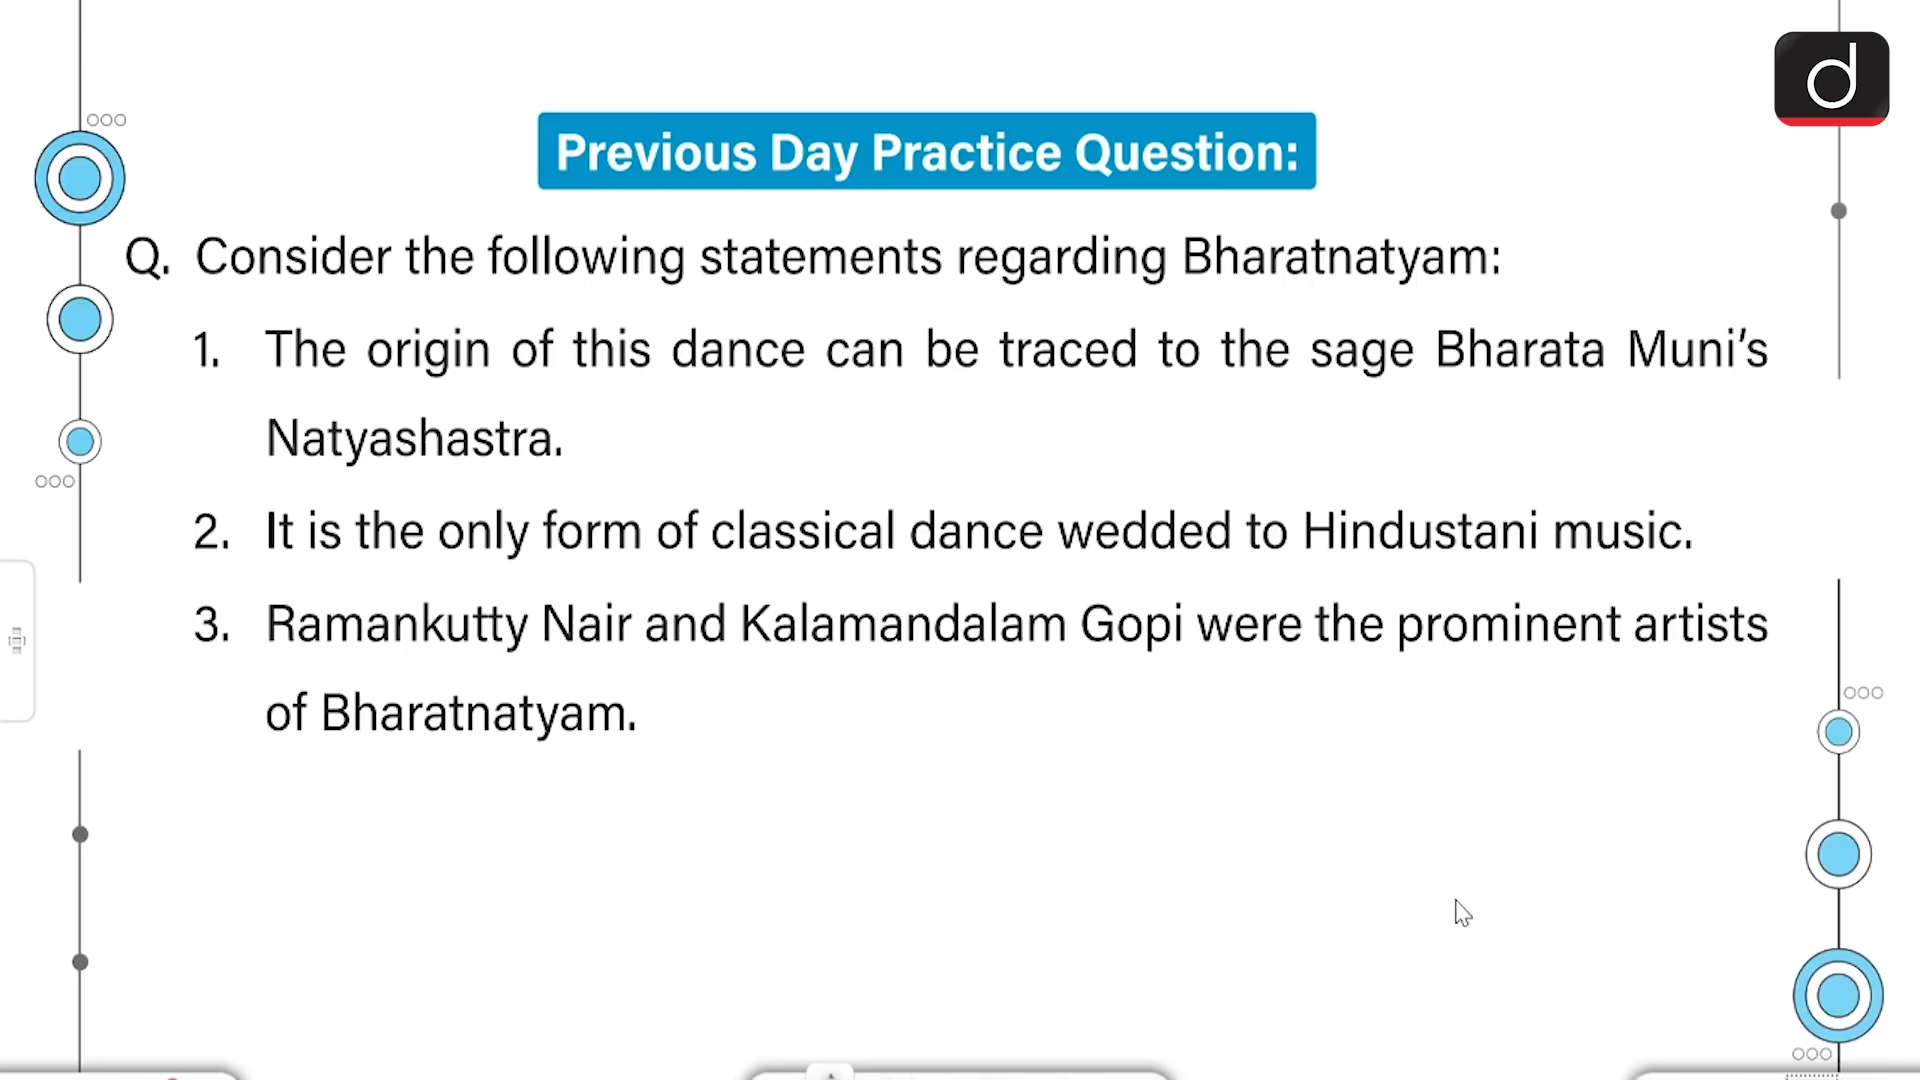 d
Previous Day Practice Question:
Q. Consider the following statements regarding Bharatnatyam:
1. The origin of this dance can be traced to the sage Bharata Muni’s
Natyashastra.
2. It is the only form of classical dance wedded to Hindustani music.
3. Ramankutty Nair and Kalamandalam Gopi were the prominent artists
of Bharatnatyam.